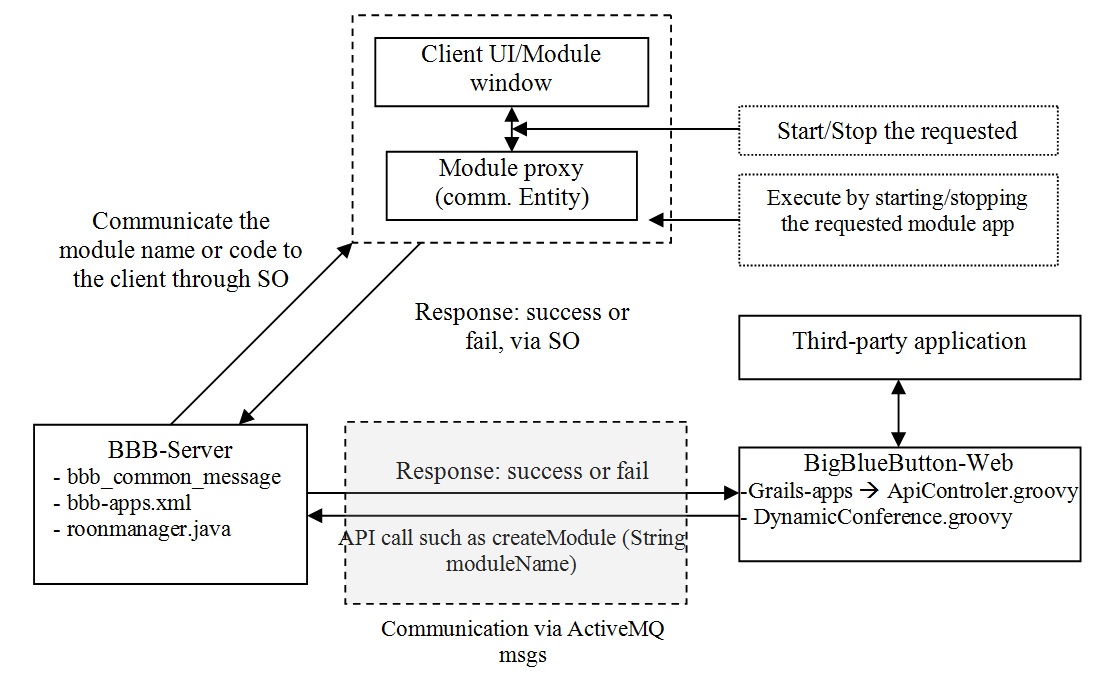 Client UI/Module
window
Start/Stop the requested
Module proxy
(comm. Entity)
Execute by starting/stopping
the requested module app
Communicate the
module name or code to
the client through SO
Response: success or
fail, via SO
Third-party application
BBB-Server
- bbb_common_message
- bbb-apps.xml
- roonmanager.java
Response: success or fail
API call such as createModule (String
moduleName)
BigBlueButton-Web
-Grails-apps → ApiControler.groovy
- DynamicConference.groovy
Communication via ActiveMQ
msgs